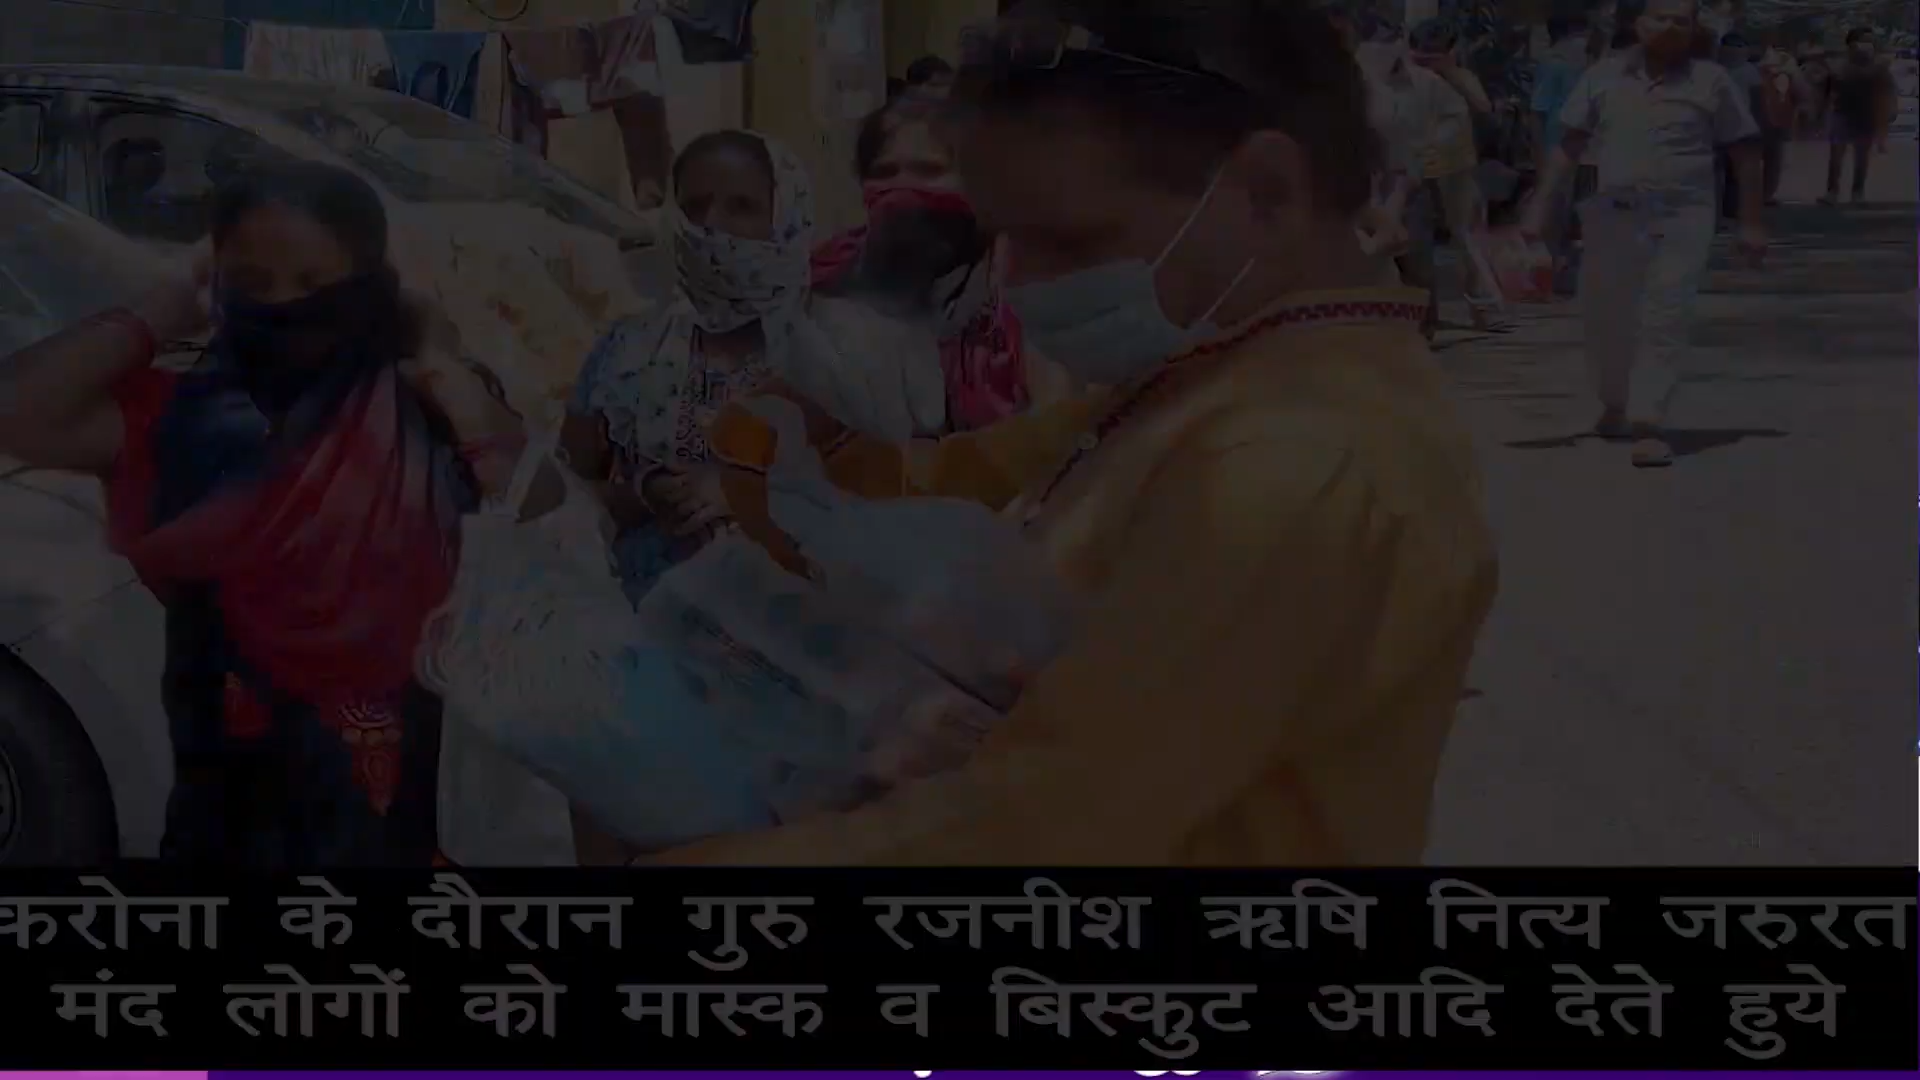 करोना के दौरान गुरु रजनीश ऋषि नित्य जरुरत
मंद लोगों को मास्क व बिस्कुट आदि देते हुये